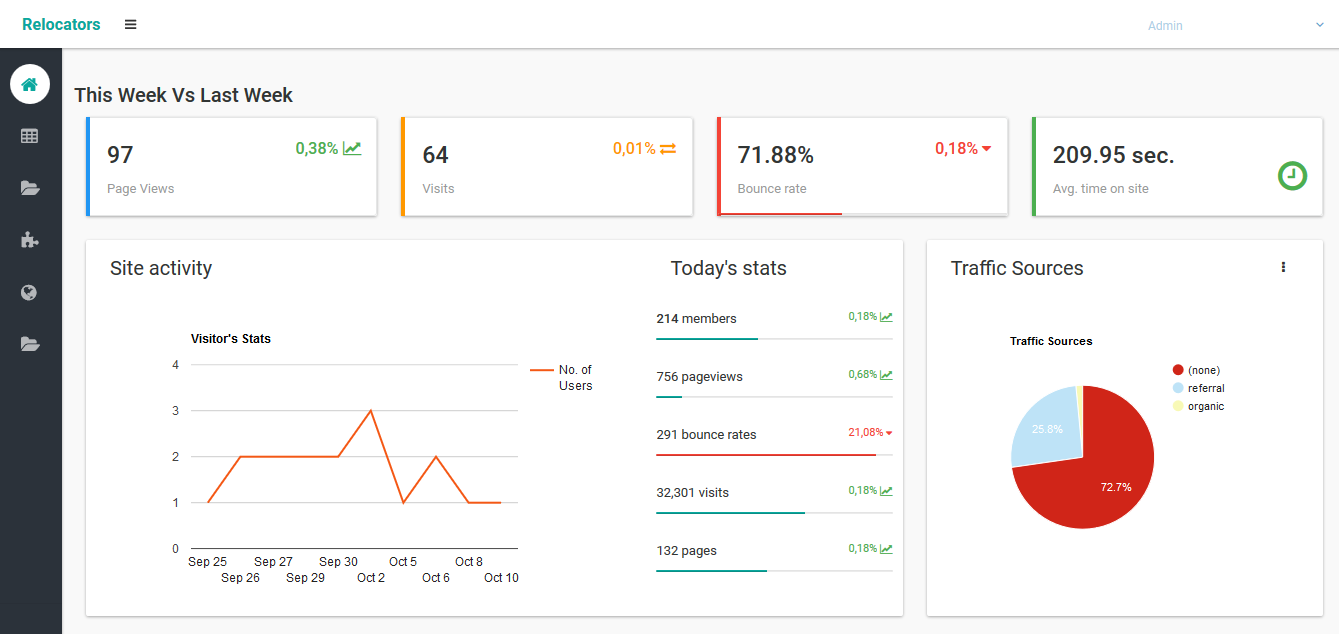 Relocators
Admin
This Week Vs Last Week
97
0,38%
Page Views
64
0,01%
Visits
71.88%
0,18%
Bounce rate
209.95 sec.
Avg. time on site
Site activity
Visitor's Stats
4
3
2
1
0
No. of
Users
Sep 25
Sep 26
Sep 27
Sep 29
Sep 30
Oct 2
Oct 5
Oct 6
Oct 8
Oct 10
Today's stats
214 members 0,18%
756 pageviews 0,68%
291 bounce rates 21,08%
32,301 visits 0,18%
132 pages 0,18%
Traffic Sources
Traffic Sources
(none)
referral
organic
25.8%
72.7%